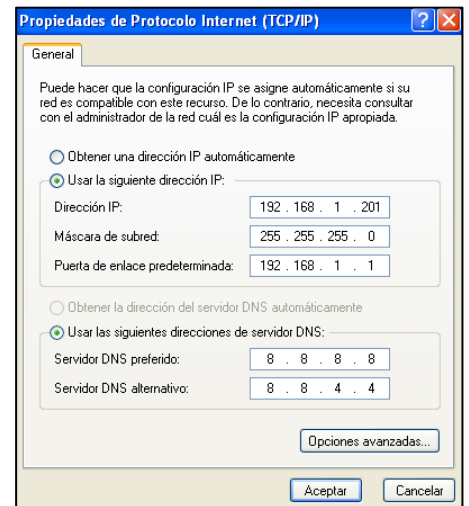 Propiedades de Protocolo Internet (TCP/IP)
General
Puede hacer que la configuración IP se asigne automáticamente si su
red es compatible con este recurso. De lo contrario, necesita consultar
con el administrador de la red cuál es la configuración IP apropiada.
Obtener una dirección IP automáticamente
Usar la siguiente dirección IP:
Dirección IP: 192 . 168 . 1 . 201
Máscara de subred: 255 . 255 . 255 . 0
Puerta de enlace predeterminada: 192 . 168 . 1 . 1
Obtener la dirección del servidor DNS automáticamente
Usar las siguientes direcciones de servidor DNS:
Servidor DNS preferido: 8 . 8 . 8 . 8
Servidor DNS alternativo: 8 . 8 . 4 . 4
Opciones avanzadas...
Aceptar Cancelar